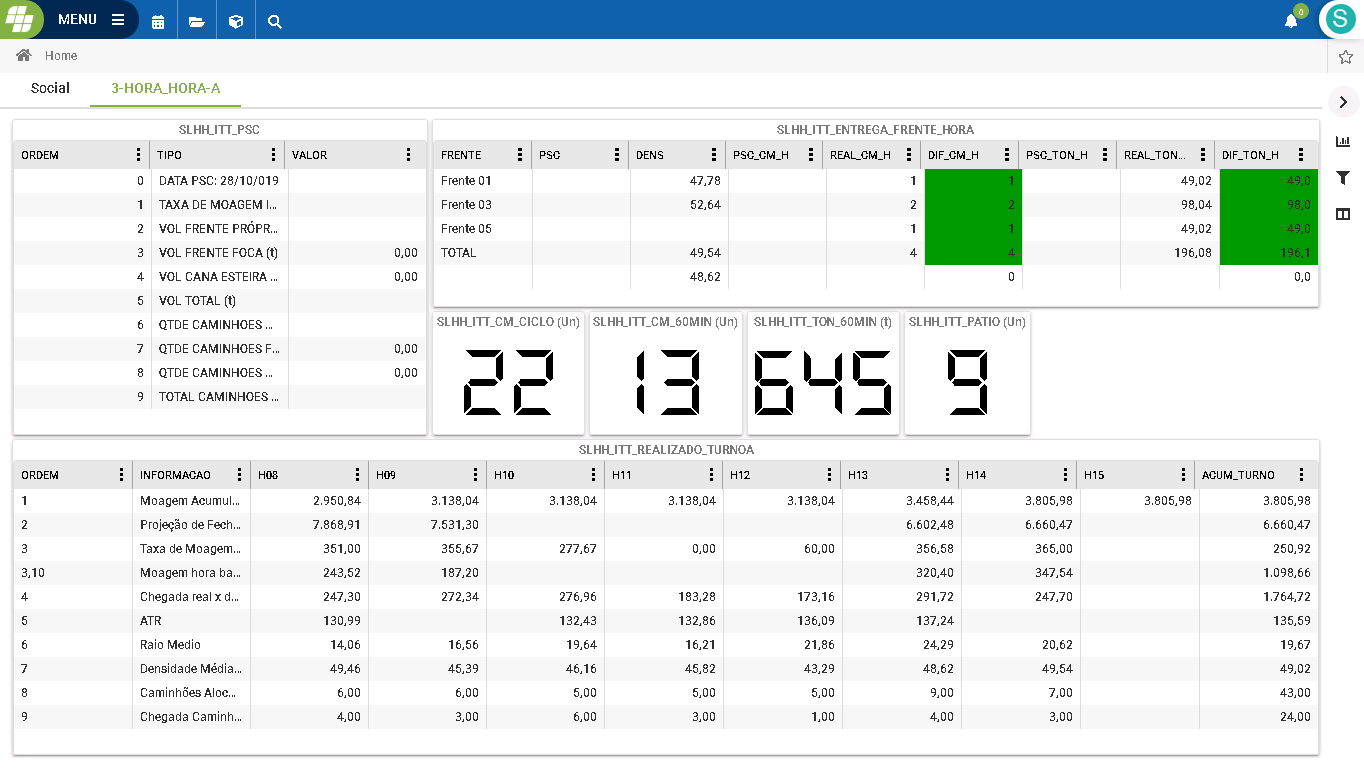 MENU
0
S
Home
Social 3-HORA_HORA-A
SLHH_ITT_PSC
ORDEM TIPO VALOR
0 DATA PSC: 28/10/019
1 TAXA DE MOAGEM I...
2 VOL FRENTE PRÓPR...
3 VOL FRENTE FOCA (t) 0,00
4 VOL CANA ESTEIRA ... 0,00
5 VOL TOTAL (t)
6 QTDE CAMINHOES ...
7 QTDE CAMINHOES F... 0,00
8 QTDE CAMINHOES ... 0,00
9 TOTAL CAMINHOES ...
SLHH_ITT_ENTREGA_FRENTE_HORA
FRENTE PSC DENS PSC_CM_H REAL_CM_H DIF_CM_H PSC_TON_H REAL_TON... DIF_TON_H
Frente 01 47,78 1 1 49,02 49,0
Frente 03 52,64 2 2 98,04 98,0
Frente 05 1 1 49,02 49,0
TOTAL 49,54 4 4 196,08 196,1
48,62 0 0,0
SLHH_ITT_CM_CICLO (Un) SLHH_ITT_CM_60MIN (Un) SLHH_ITT_TON_60MIN (t) SLHH_ITT_PATIO (Un)
22 13 645 9
SLHH_ITT_REALIZADO_TURNOA
ORDEM INFORMACAO H08 H09 H10 H11 H12 H13 H14 H15 ACUM_TURNO
1 Moagem Acumul... 2.950,84 3.138,04 3.138,04 3.138,04 3.138,04 3.458,44 3.805,98 3.805,98 3.805,98
2 Projeção de Fech... 7.868,91 7.531,30 6.602,48 6.660,47 6.660,47
3 Taxa de Moagem... 351,00 355,67 277,67 0,00 60,00 356,58 365,00 250,92
3,10 Moagem hora ba... 243,52 187,20 320,40 347,54 1.098,66
4 Chegada real x d... 247,30 272,34 276,96 183,28 173,16 291,72 247,70 1.764,72
5 ATR 130,99 132,43 132,86 136,09 137,24 135,59
6 Raio Medio 14,06 16,56 19,64 16,21 21,86 24,29 20,62 19,67
7 Densidade Média... 49,46 45,39 46,16 45,82 43,29 48,62 49,54 49,02
8 Caminhões Aloc... 6,00 6,00 5,00 5,00 5,00 9,00 7,00 43,00
9 Chegada Caminh... 4,00 3,00 6,00 3,00 1,00 4,00 3,00 24,00